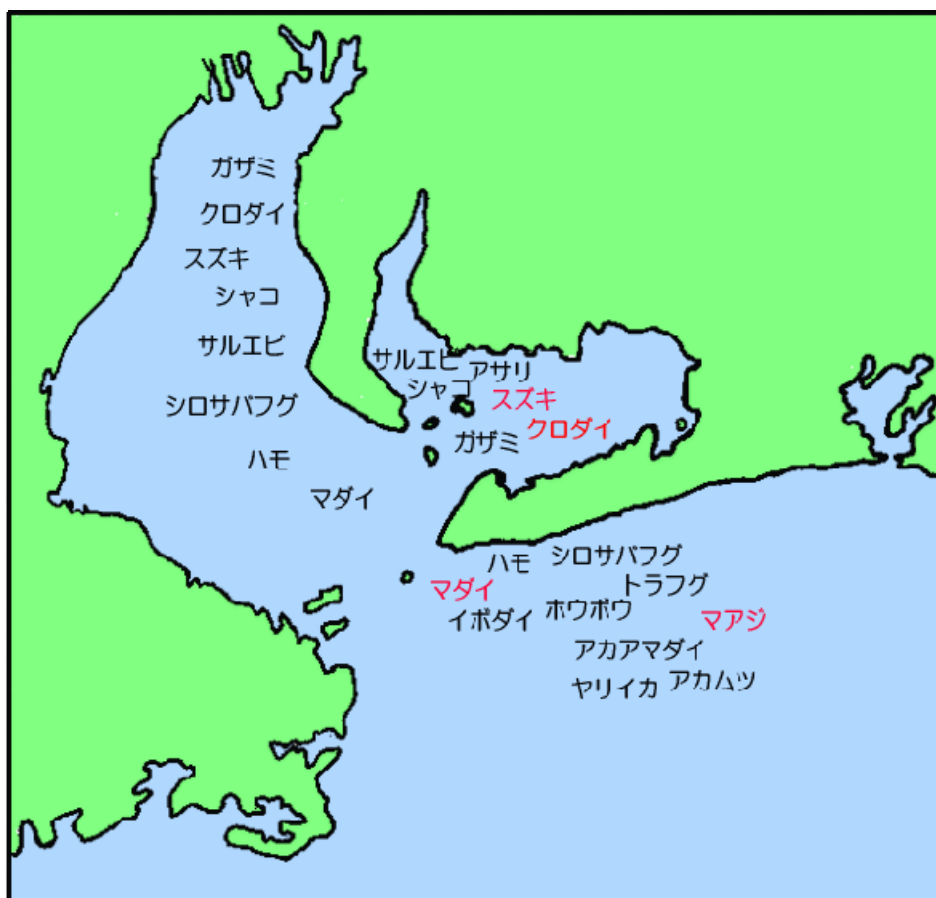 ガザミ
クロダイ
スズキ
シャコ
サルエビ
シロサバフグ
ハモ
マダイ
サルエビ
アサリ
シャコ
スズキ
クロダイ
ガザミ
ハモ
シロサバフグ
マダイ
トラフグ
イボダイ
ホウボウ
マアジ
アカアマダイ
ヤリイカ
アカムツ